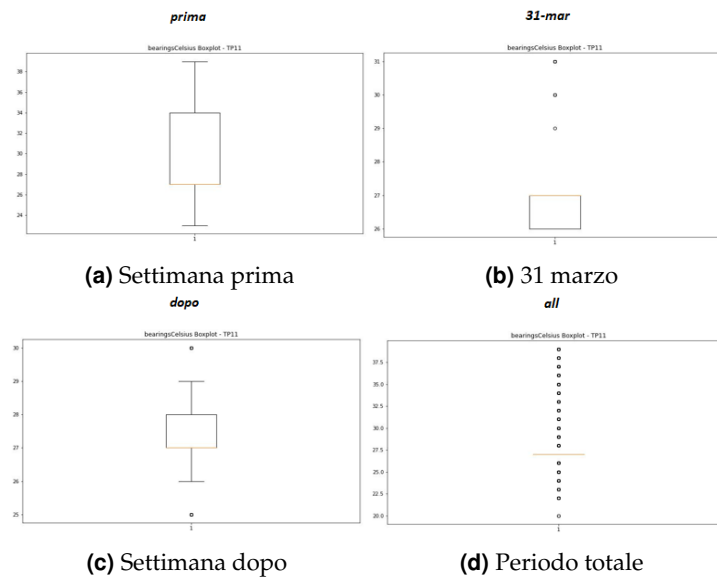 prima
bearingsCelsius Boxplot - TP11
38
36
34
32
30
28
26
24
1
(a) Settimana prima
31-mar
bearingsCelsius Boxplot - TP11
31
30
29
28
27
26
1
(b) 31 marzo
dopo
bearingsCelsius Boxplot - TP11
30
29
28
27
26
25
1
(c) Settimana dopo
all
bearingsCelsius Boxplot - TP11
37.5
35.0
32.5
30.0
27.5
25.0
22.5
20.0
1
(d) Periodo totale